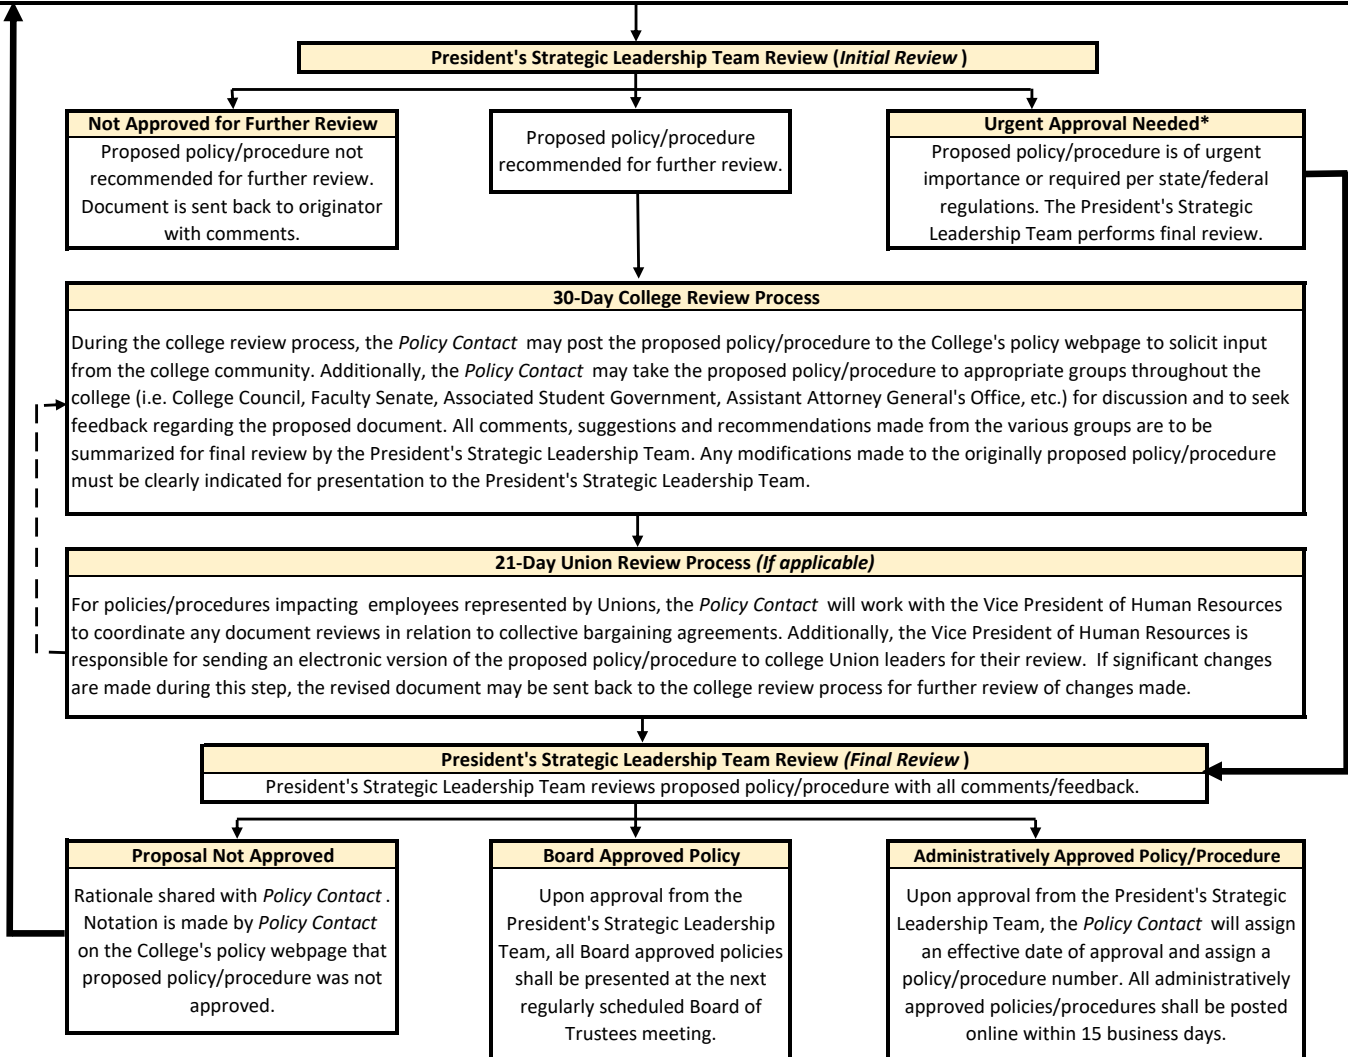 President's Strategic Leadership Team Review (Initial Review )
Not Approved for Further Review
Proposed policy/procedure not
recommended for further review.
Document is sent back to originator
with comments.
Proposed policy/procedure
recommended for further review.
Urgent Approval Needed*
Proposed policy/procedure is of urgent
importance or required per state/federal
regulations. The President's Strategic
Leadership Team performs final review.
30-Day College Review Process
During the college review process, the Policy Contact may post the proposed policy/procedure to the College's policy webpage to solicit input
from the college community. Additionally, the Policy Contact may take the proposed policy/procedure to appropriate groups throughout the
college (i.e. College Council, Faculty Senate, Associated Student Government, Assistant Attorney General's Office, etc.) for discussion and to seek
feedback regarding the proposed document. All comments, suggestions and recommendations made from the various groups are to be
summarized for final review by the President's Strategic Leadership Team. Any modifications made to the originally proposed policy/procedure
must be clearly indicated for presentation to the President's Strategic Leadership Team.
21-Day Union Review Process (If applicable)
For policies/procedures impacting employees represented by Unions, the Policy Contact will work with the Vice President of Human Resources
to coordinate any document reviews in relation to collective bargaining agreements. Additionally, the Vice President of Human Resources is
responsible for sending an electronic version of the proposed policy/procedure to college Union leaders for their review. If significant changes
are made during this step, the revised document may be sent back to the college review process for further review of changes made.
President's Strategic Leadership Team Review (Final Review )
President's Strategic Leadership Team reviews proposed policy/procedure with all comments/feedback.
Proposal Not Approved
Rationale shared with Policy Contact .
Notation is made by Policy Contact
on the College's policy webpage that
proposed policy/procedure was not
approved.
Board Approved Policy
Upon approval from the
President's Strategic Leadership
Team, all Board approved policies
shall be presented at the next
regularly scheduled Board of
Trustees meeting.
Administratively Approved Policy/Procedure
Upon approval from the President's Strategic
Leadership Team, the Policy Contact will assign
an effective date of approval and assign a
policy/procedure number. All administratively
approved policies/procedures shall be posted
online within 15 business days.